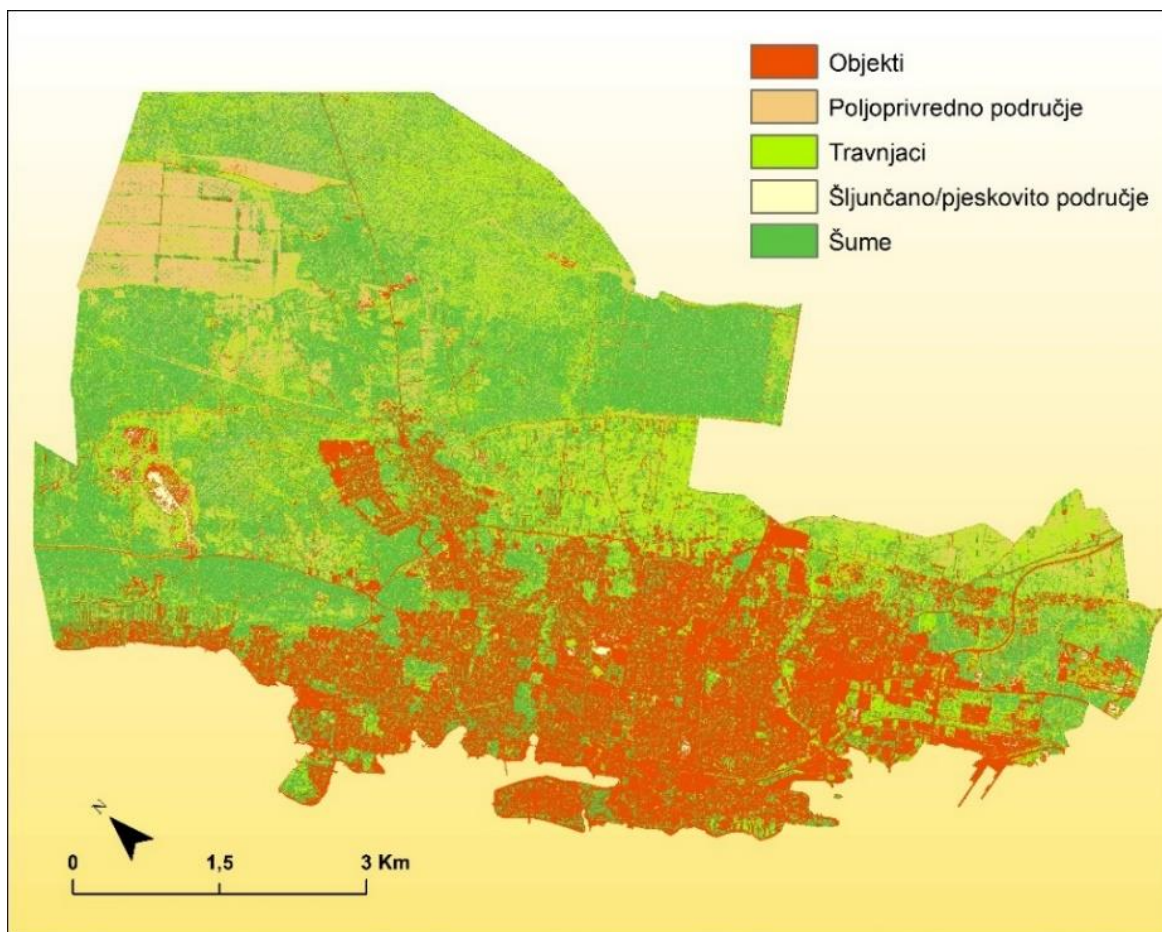 Objekti
Poljoprivredno područje
Travnjaci
Šljunčano/pjeskovito područje
Šume
N
0 1,5 3 Km